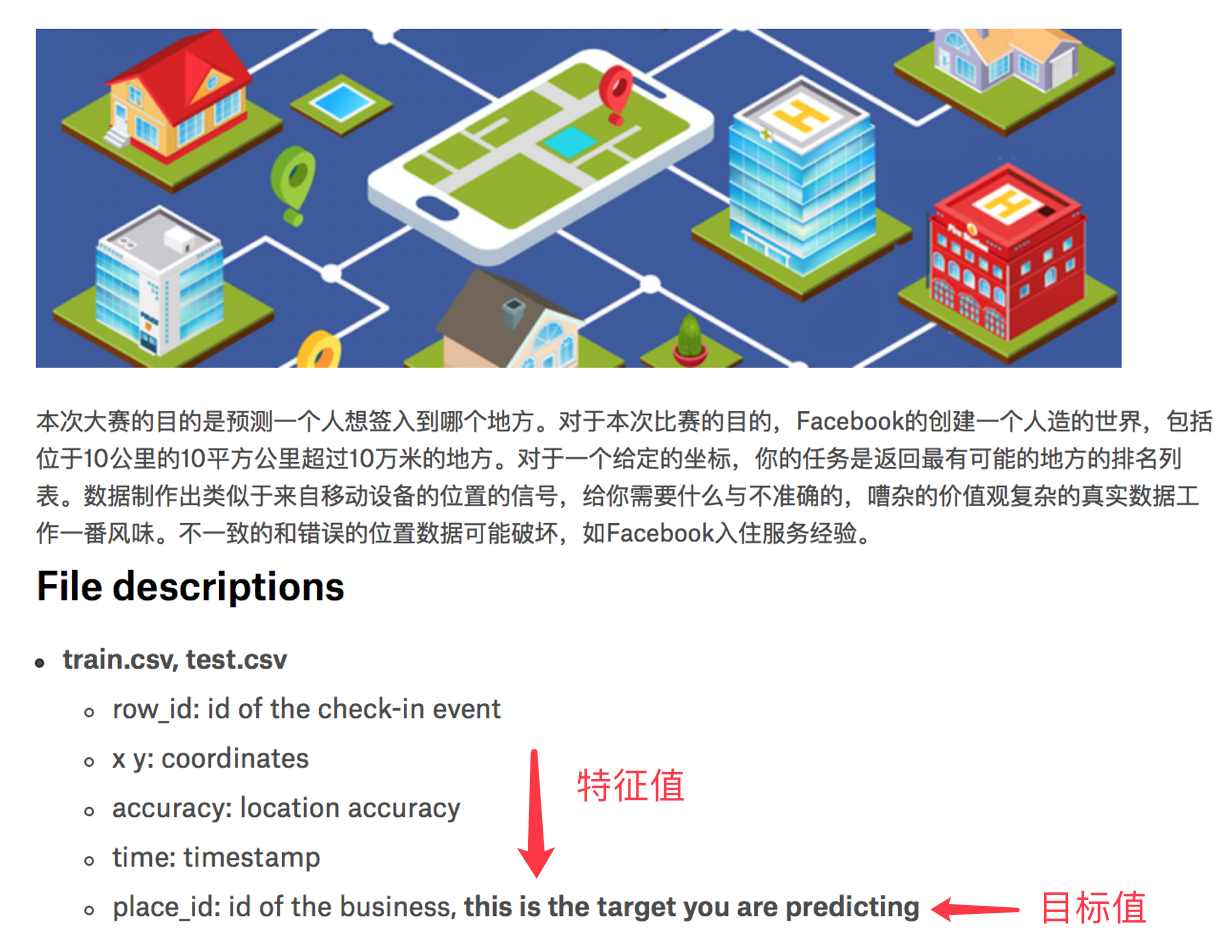 H
H
Fire Station
POLICE
本次大赛的目的是预测一个人想签入到哪个地方。对于本次比赛的目的，Facebook的创建一个人造的世界，包括
位于10公里的10平方公里超过10万米的地方。对于一个给定的坐标，你的任务是返回最有可能的地方的排名列
表。数据制作出类似于来自移动设备的位置的信号，给你需要什么与不准确的，嘈杂的价值观复杂的真实数据工
作一番风味。不一致的和错误的位置数据可能破坏，如Facebook入住服务经验。
File descriptions
train.csv, test.csv
row_id: id of the check-in event
x y: coordinates
特征值
accuracy: location accuracy
time: timestamp
place_id: id of the business, this is the target you are predicting
目标值